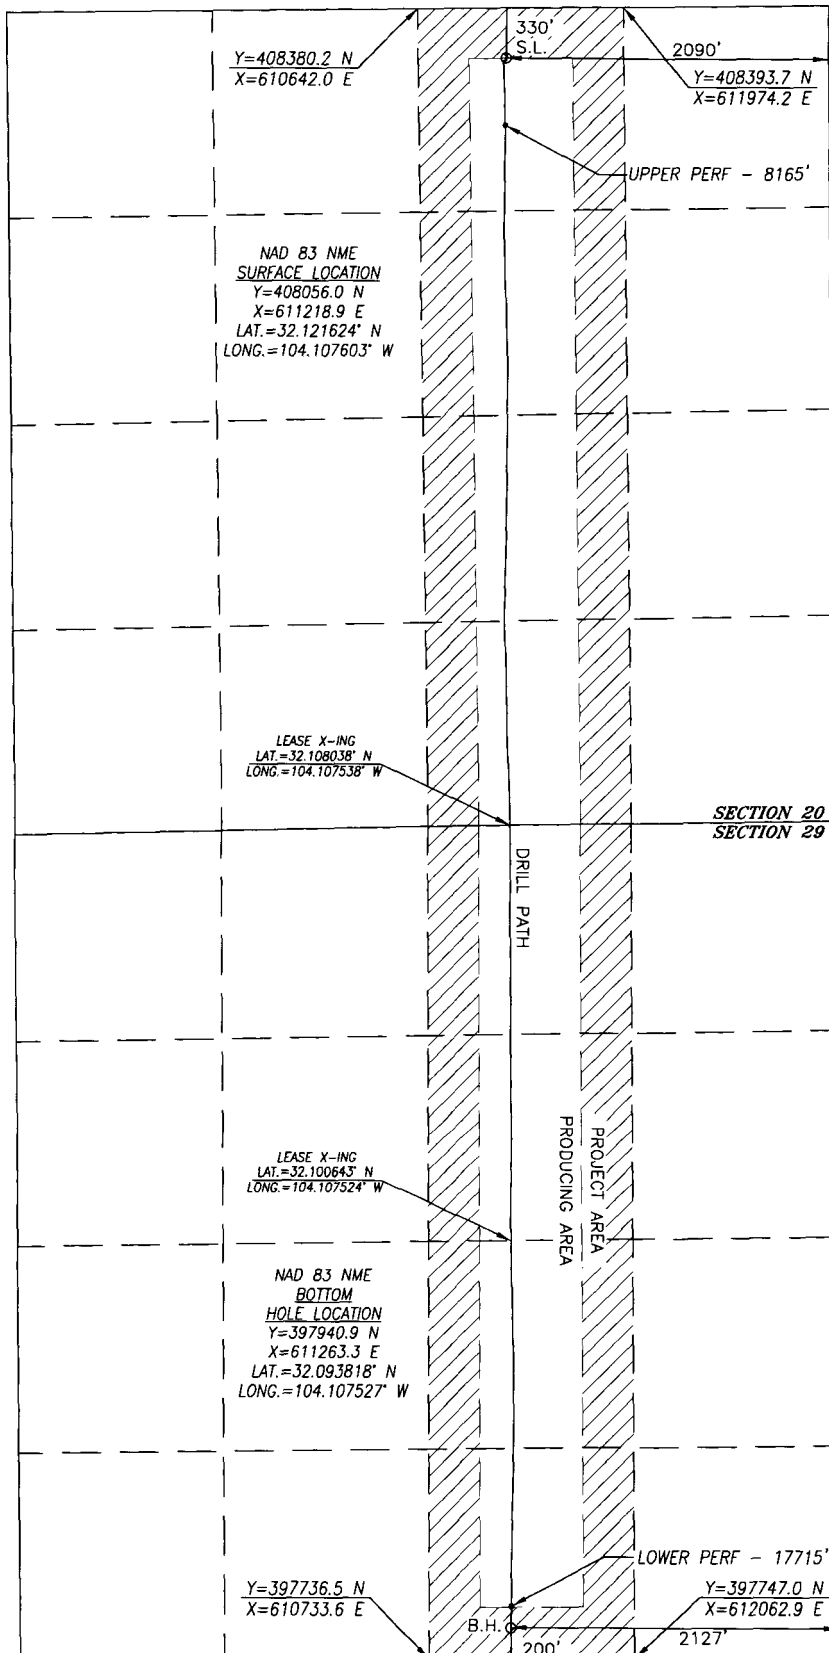 330'
S.L.
2090'
Y=408380.2 N
X=610642.0 E
Y=408393.7 N
X=611974.2 E
UPPER PERF - 8165'
NAD 83 NME
SURFACE LOCATION
Y=408056.0 N
X=611218.9 E
LAT.=32.121624° N
LONG.=104.107603° W
LEASE X-ING
LAT.=32.108038° N
LONG.=104.107538° W
SECTION 20
SECTION 29
DRILL PATH
PROJECT AREA
PRODUCING AREA
LEASE X-ING
LAT.=32.100643° N
LONG.=104.107524° W
NAD 83 NME
BOTTOM
HOLE LOCATION
Y=397940.9 N
X=611263.3 E
LAT.=32.093818° N
LONG.=104.107527° W
LOWER PERF - 17715'
Y=397736.5 N
X=610733.6 E
Y=397747.0 N
X=612062.9 E
B.H.
200'
2127'